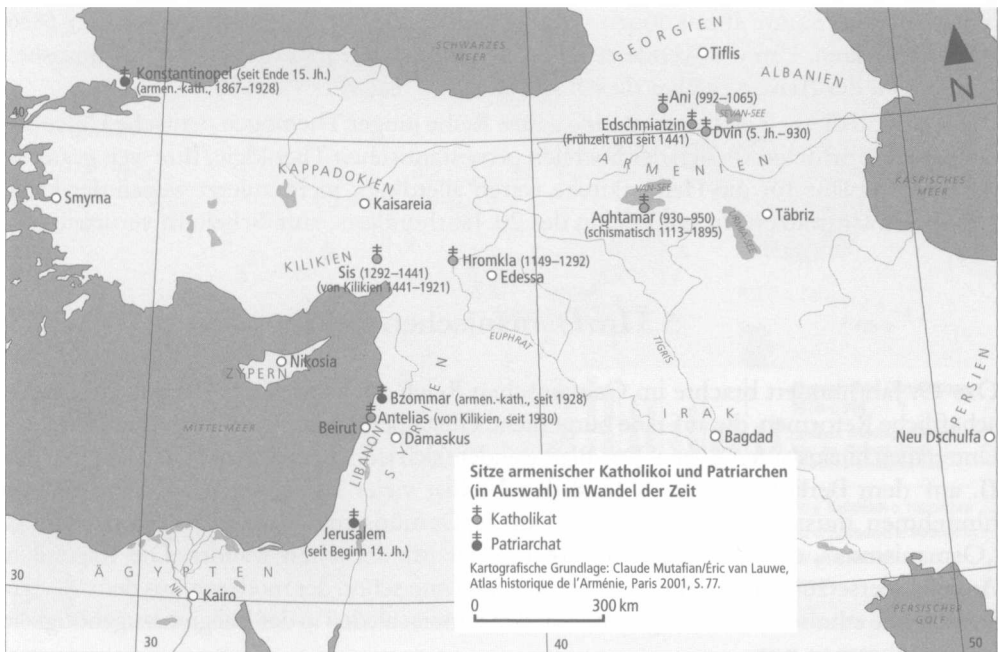 SCHWARZES
MEER
GEORGIEN
Tiflis
ALBANIEN
N
Konstantinopel (seit Ende 15. Jh.)
(armen.-kath., 1867–1928)
40
Ani (992–1065)
SEVAN-SEE
Edschmiatzin
(Frühzeit und seit 1441)
Dvin (5. Jh.–930)
ARMENIEN
KASPISCHES
MEER
KAPPADOKIEN
Smyrna
Kaisareia
VAN-SEE
Aghtamar (930–950)
(schismatisch 1113–1895)
URMIA-SEE
Täbriz
KILIKIEN
Sis (1292–1441)
(von Kilikien 1441–1921)
Hromkla (1149–1292)
Edessa
EUPHRAT
TIGRIS
Nikosia
ZYPERN
SYRIEN
PERSIEN
Bzommar (armen.-kath., seit 1928)
Antelias (von Kilikien, seit 1930)
MITTELMEER
Beirut
LIBANON
Damaskus
IRAK
Bagdad
Neu Dschulfa
Jerusalem
(seit Beginn 14. Jh.)
30
ÄGYPTEN
NIL
Kairo
Sitze armenischer Katholikoi und Patriarchen
(in Auswahl) im Wandel der Zeit
Katholikat
Patriarchat
Kartografische Grundlage: Claude Mutafian/Éric van Lauwe,
Atlas historique de l'Arménie, Paris 2001, S. 77.
0 300 km
PERSISCHER
GOLF
30
40
50